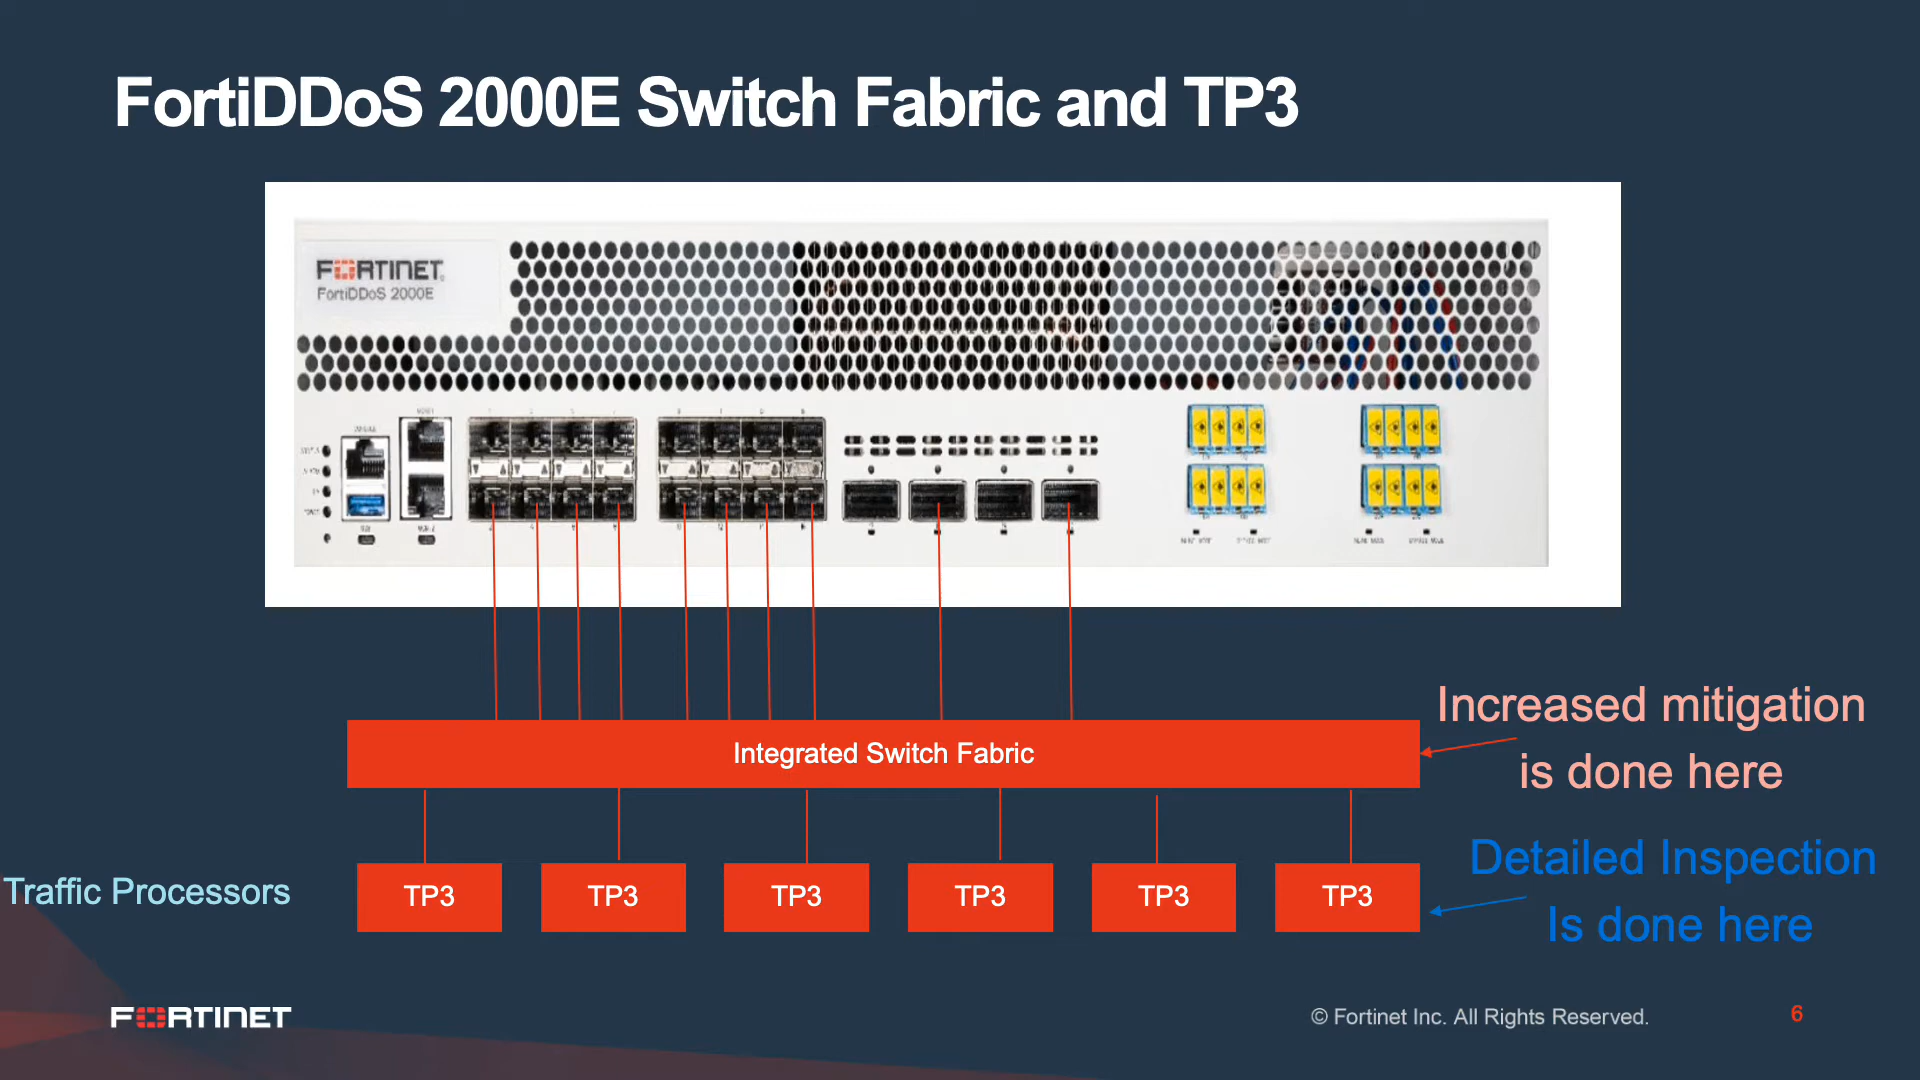 FortiDDoS 2000E Switch Fabric and TP3
FORTINET
FortiDDoS 2000E
Integrated Switch Fabric
Increased mitigation
is done here
Traffic Processors
TP3
TP3
TP3
TP3
TP3
TP3
Detailed Inspection
Is done here
FORTINET
© Fortinet Inc. All Rights Reserved.
6